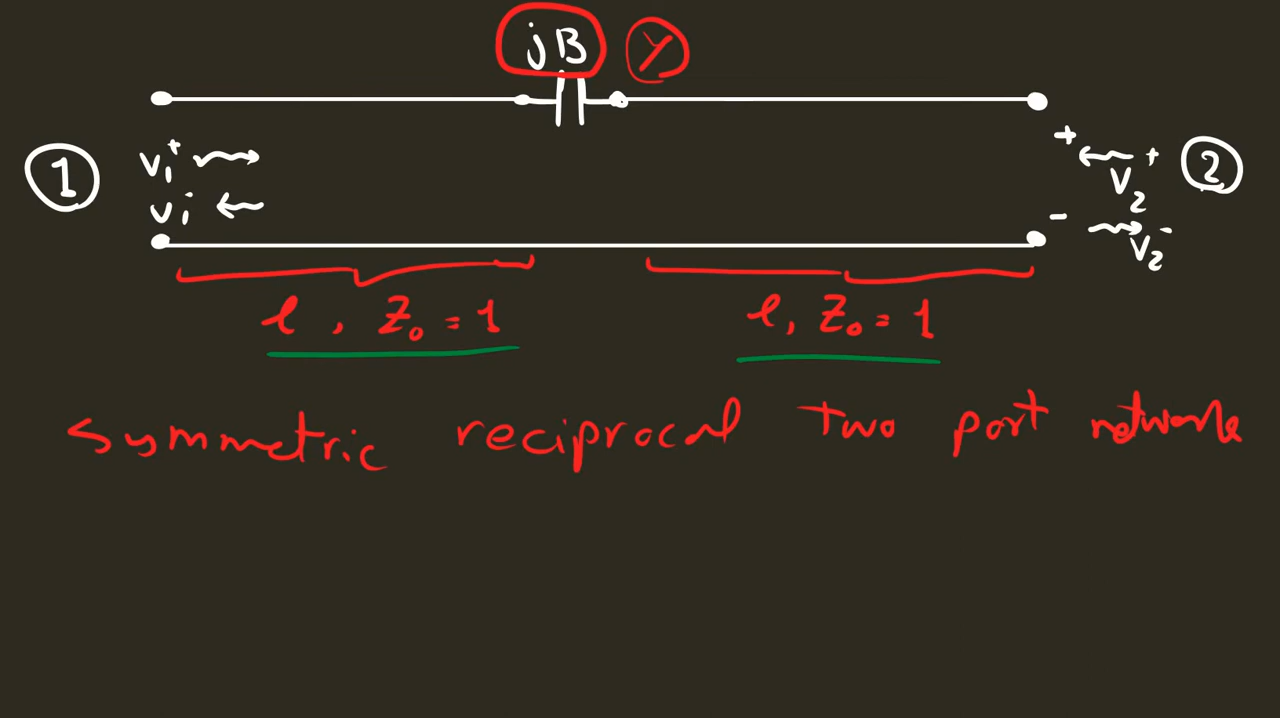 jB Y
1 V₁⁺ + V₂⁺ 2
V₁⁻ - V₂⁻
l, Z₀ = 1 l, Z₀ = 1
Symmetric reciprocal two port network